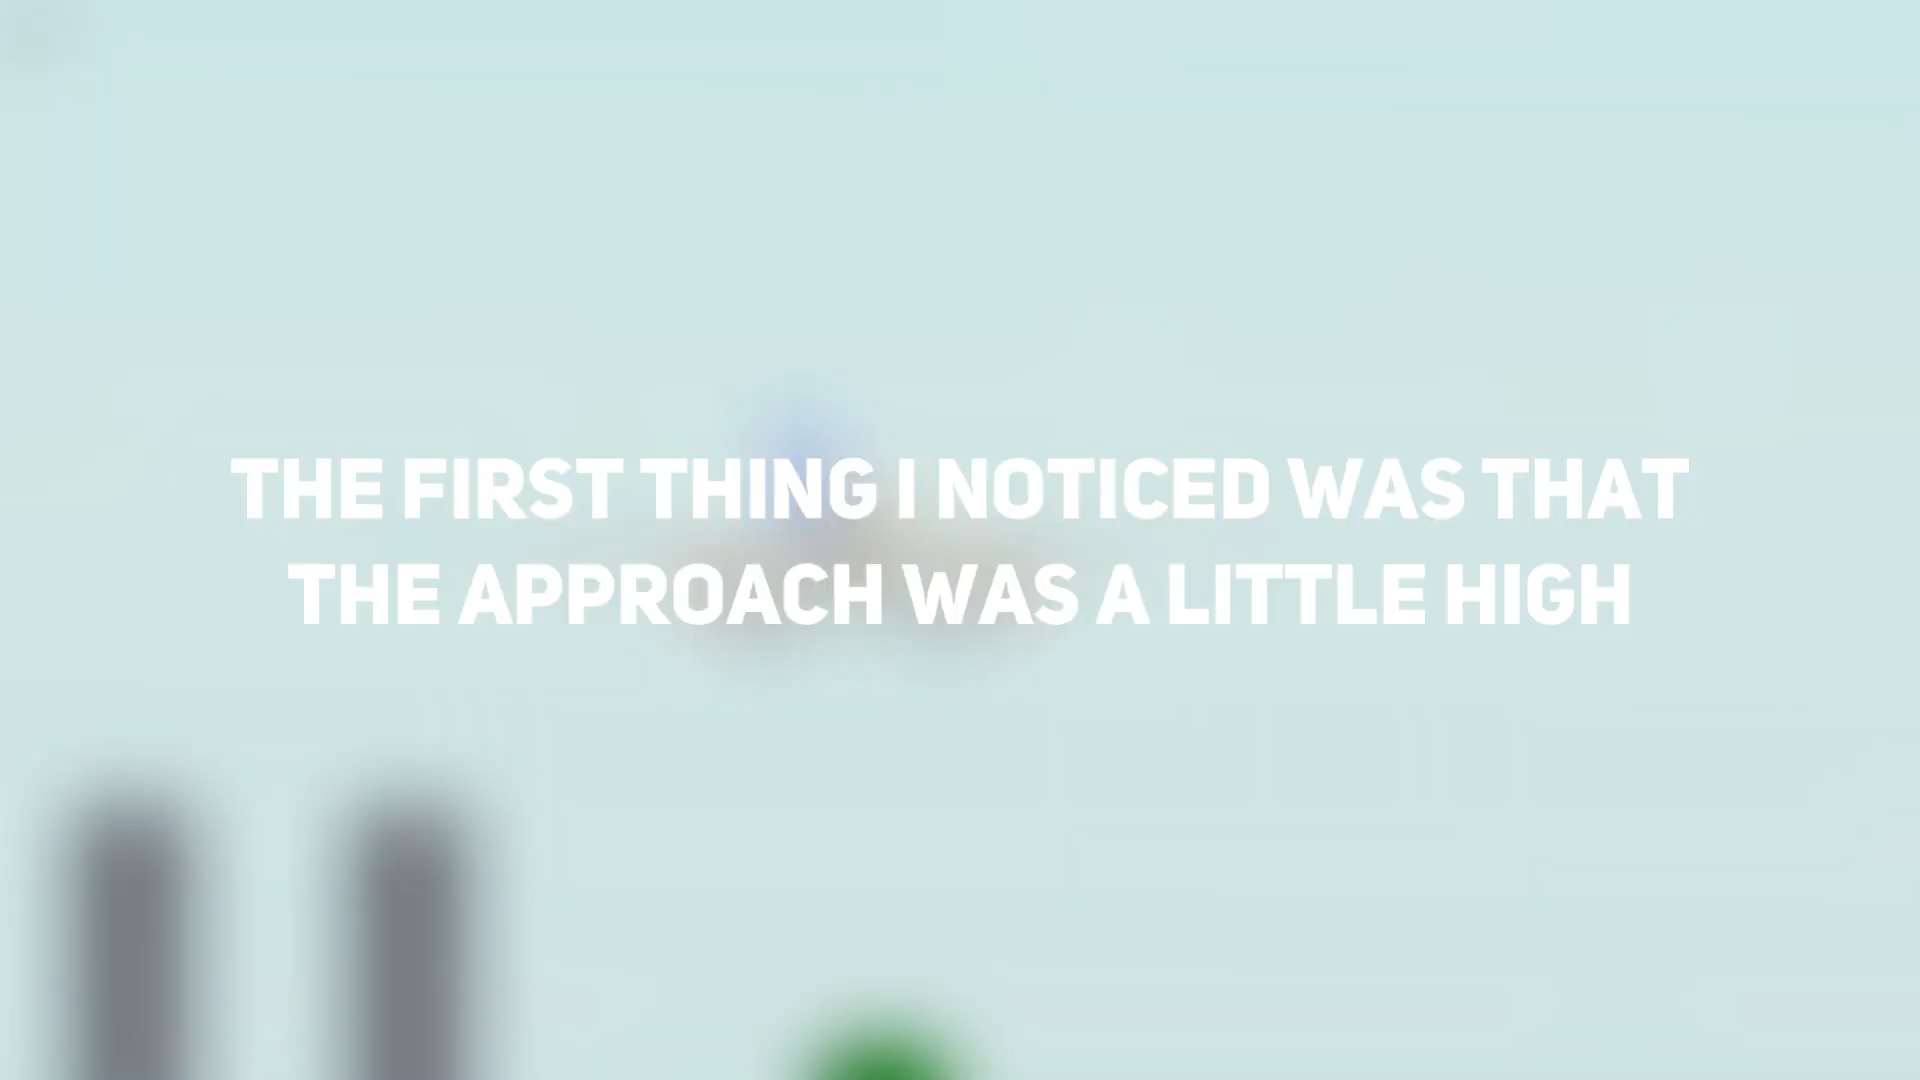 THE FIRST THING I NOTICED WAS THAT
THE APPROACH WAS A LITTLE HIGH